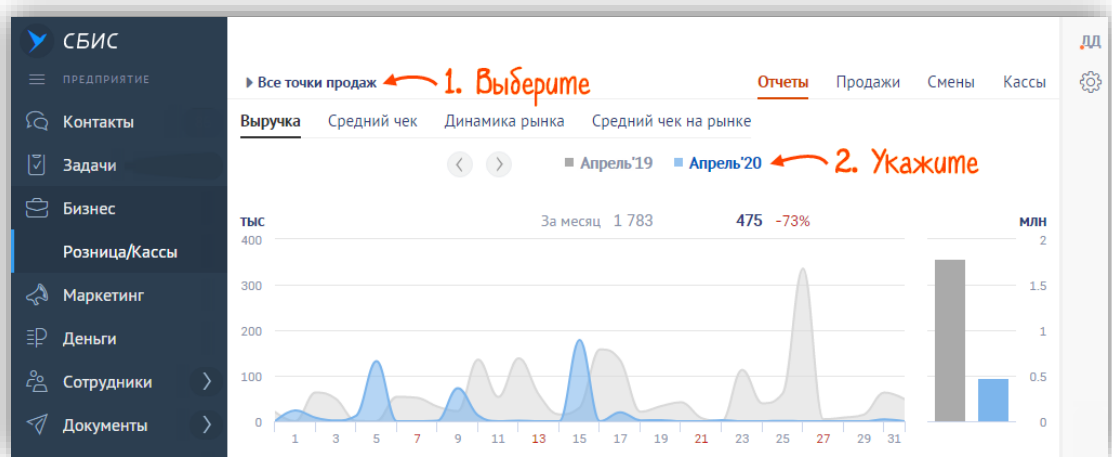 СБИС
ПРЕДПРИЯТИЕ
Контакты
Задачи
Бизнес
Розница/Кассы
Маркетинг
Деньги
Сотрудники
Документы
Все точки продаж
1. Выберите
Отчеты Продажи Смены Кассы
ДД
Выручка Средний чек Динамика рынка Средний чек на рынке
Апрель'19 Апрель'20
2. Укажите
тыс За месяц 1 783 475 -73% млн
400 2
300 1.5
200 1
100 0.5
0 0
1 3 5 7 9 11 13 15 17 19 21 23 25 27 29 31